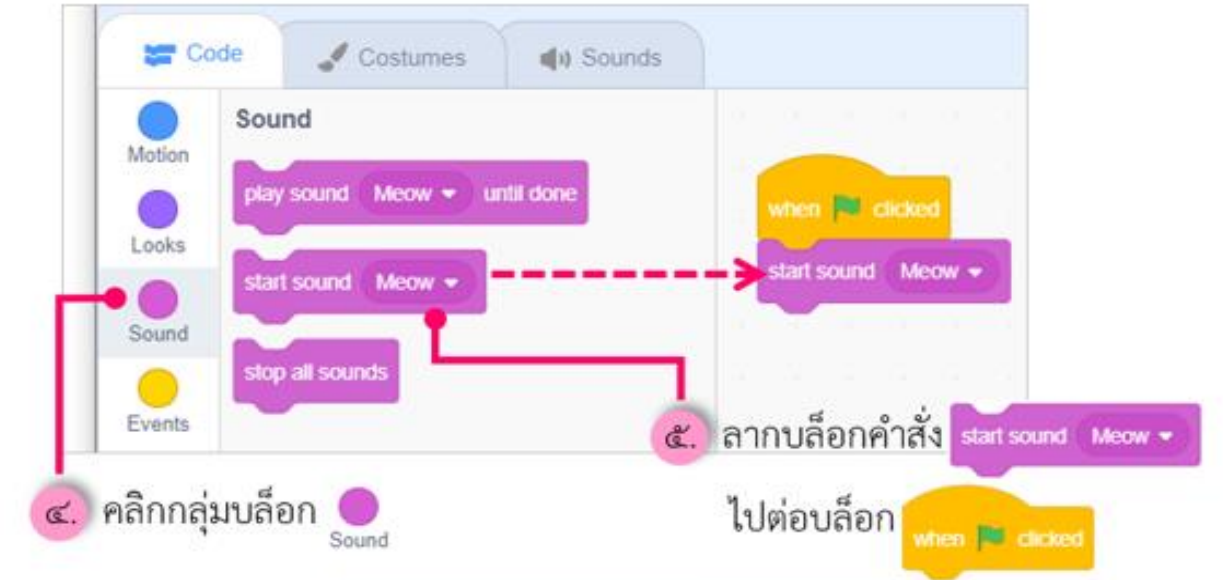 Code Costumes Sounds
Sound
Motion
Looks
Sound
Events
play sound Meow until done
start sound Meow
stop all sounds
when clicked
start sound Meow
๕. ลากบล็อกคำสั่ง start sound Meow
ไปต่อบล็อก when clicked
๔. คลิกกลุ่มบล็อก
Sound